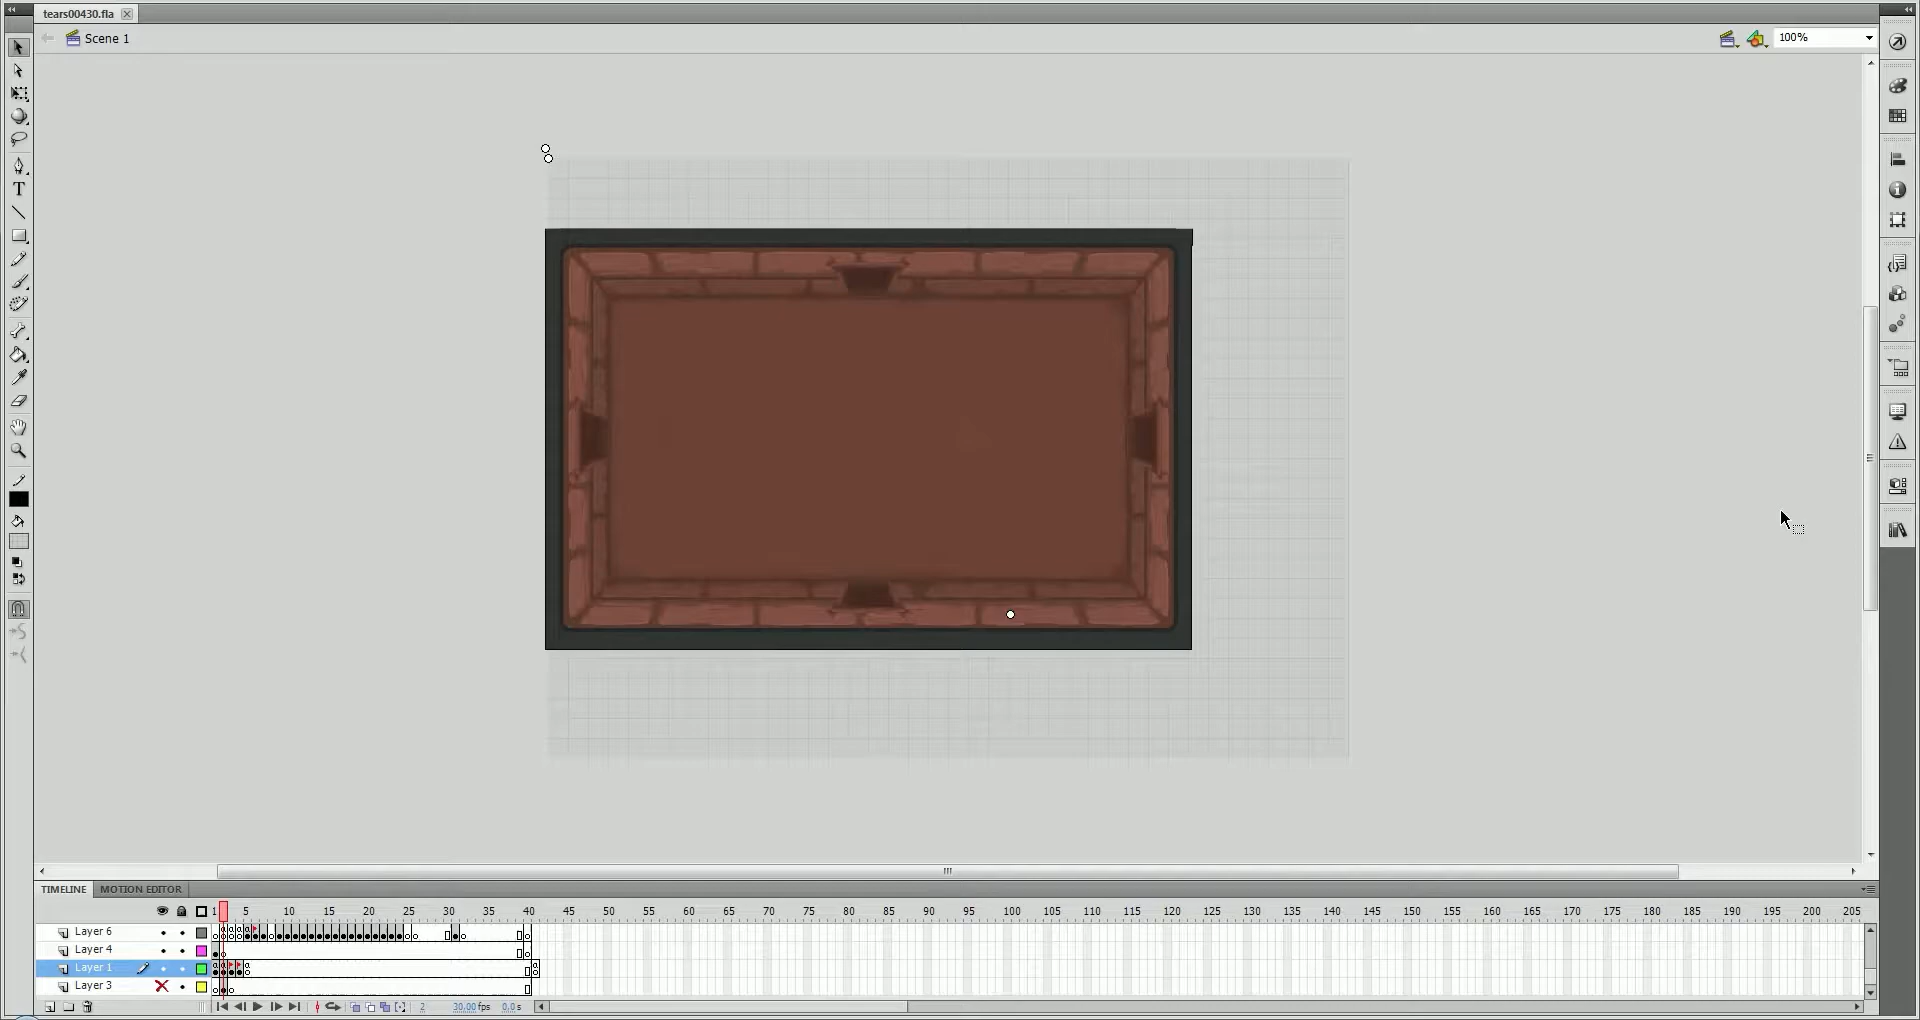 tears00430.fla
Scene 1
100%
T
TIMELINE MOTION EDITOR
1 5 10 15 20 25 30 35 40 45 50 55 60 65 70 75 80 85 90 95 100 105 110 115 120 125 130 135 140 145 150 155 160 165 170 175 180 185 190 195 200 205
Layer 6
Layer 4
Layer 1
Layer 3
2 30.00 fps 0.0 s